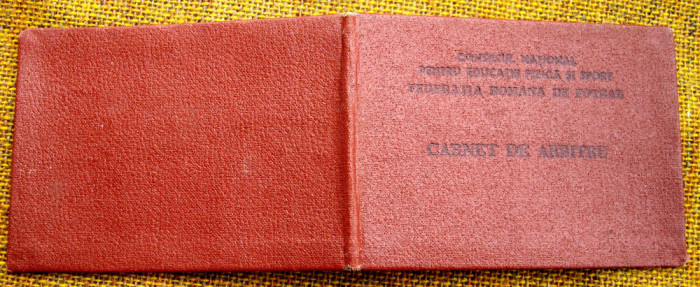 CONSILIUL NAȚIONAL
PENTRU EDUCAȚIE FIZICĂ ȘI SPORT
FEDERAȚIA ROMÂNĂ DE FOTBAL
CARNET DE ARBITRU